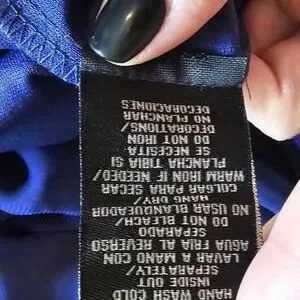 HAND WASH COLD
INSIDE OUT
SEPARATELY/
LAVAR A MANO CON
AGUA FRIA AL REVERSO
SEPARADO
DO NOT BLEACH/
NO USAR BLANQUEADOR
HANG DRY/
COLGAR PARA SECAR
WARM IRON IF NEEDED/
PLANCHA TIBIA SI
SE NECESITA
DO NOT IRON
DECORATIONS/
NO PLANCHAR
DECORACIONES